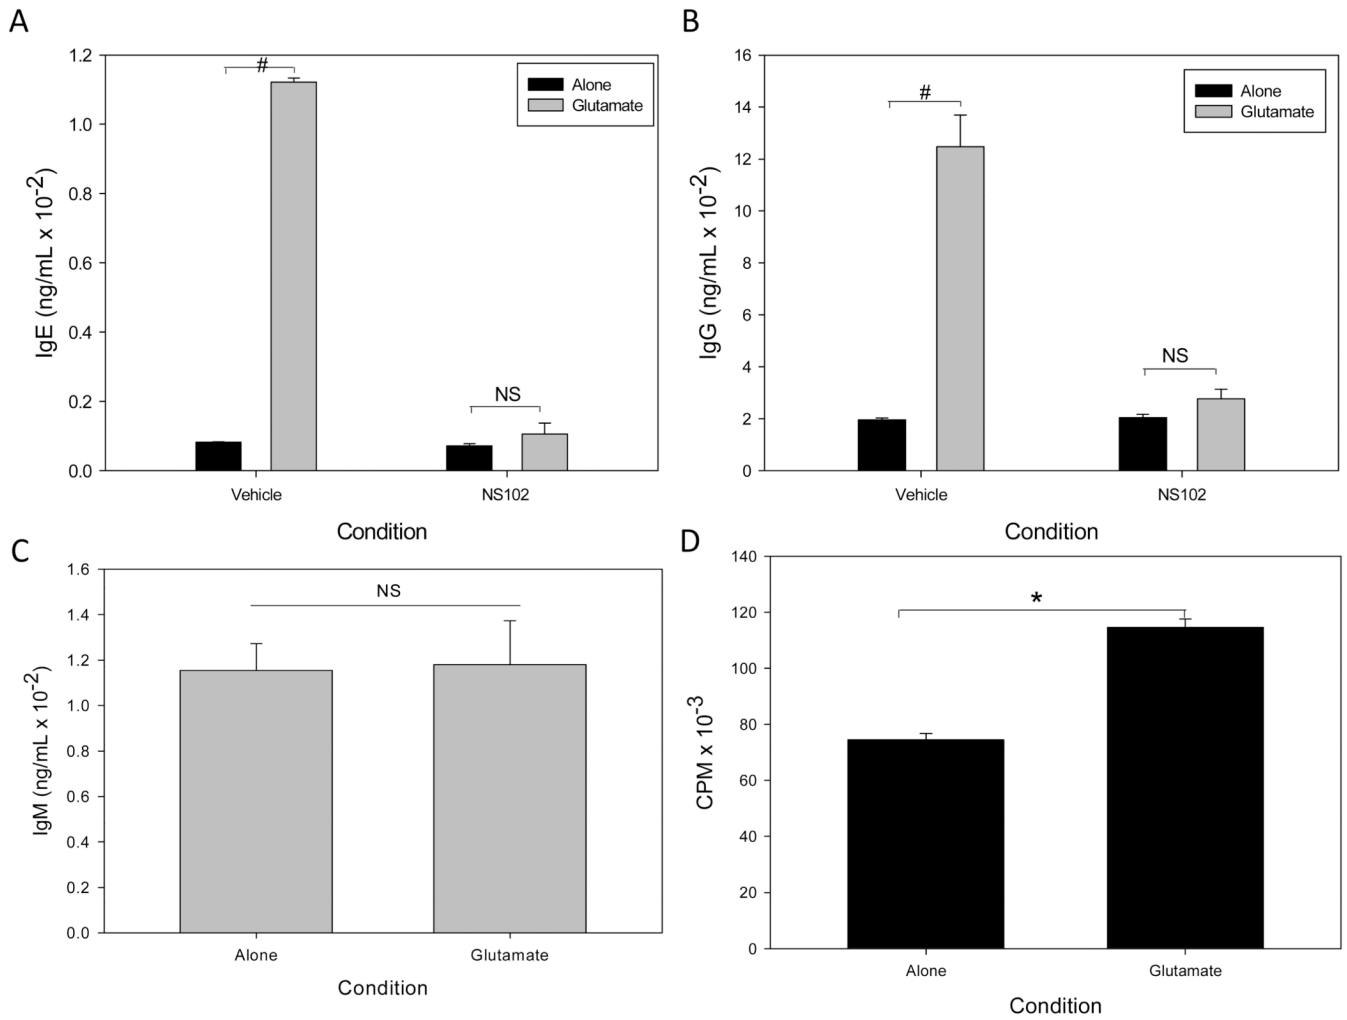 A
IgE (ng/mL x 10-2)
1.2
1.0
0.8
0.6
0.4
0.2
0.0
#
NS
Alone
Glutamate
Vehicle
NS102
Condition
B
IgG (ng/mL x 10-2)
16
14
12
10
8
6
4
2
0
#
NS
Alone
Glutamate
Vehicle
NS102
Condition
C
IgM (ng/mL x 10-2)
1.6
1.4
1.2
1.0
0.8
0.6
0.4
0.2
0.0
NS
Alone
Glutamate
Condition
D
CPM x 10-3
140
120
100
80
60
40
20
0
*
Alone
Glutamate
Condition